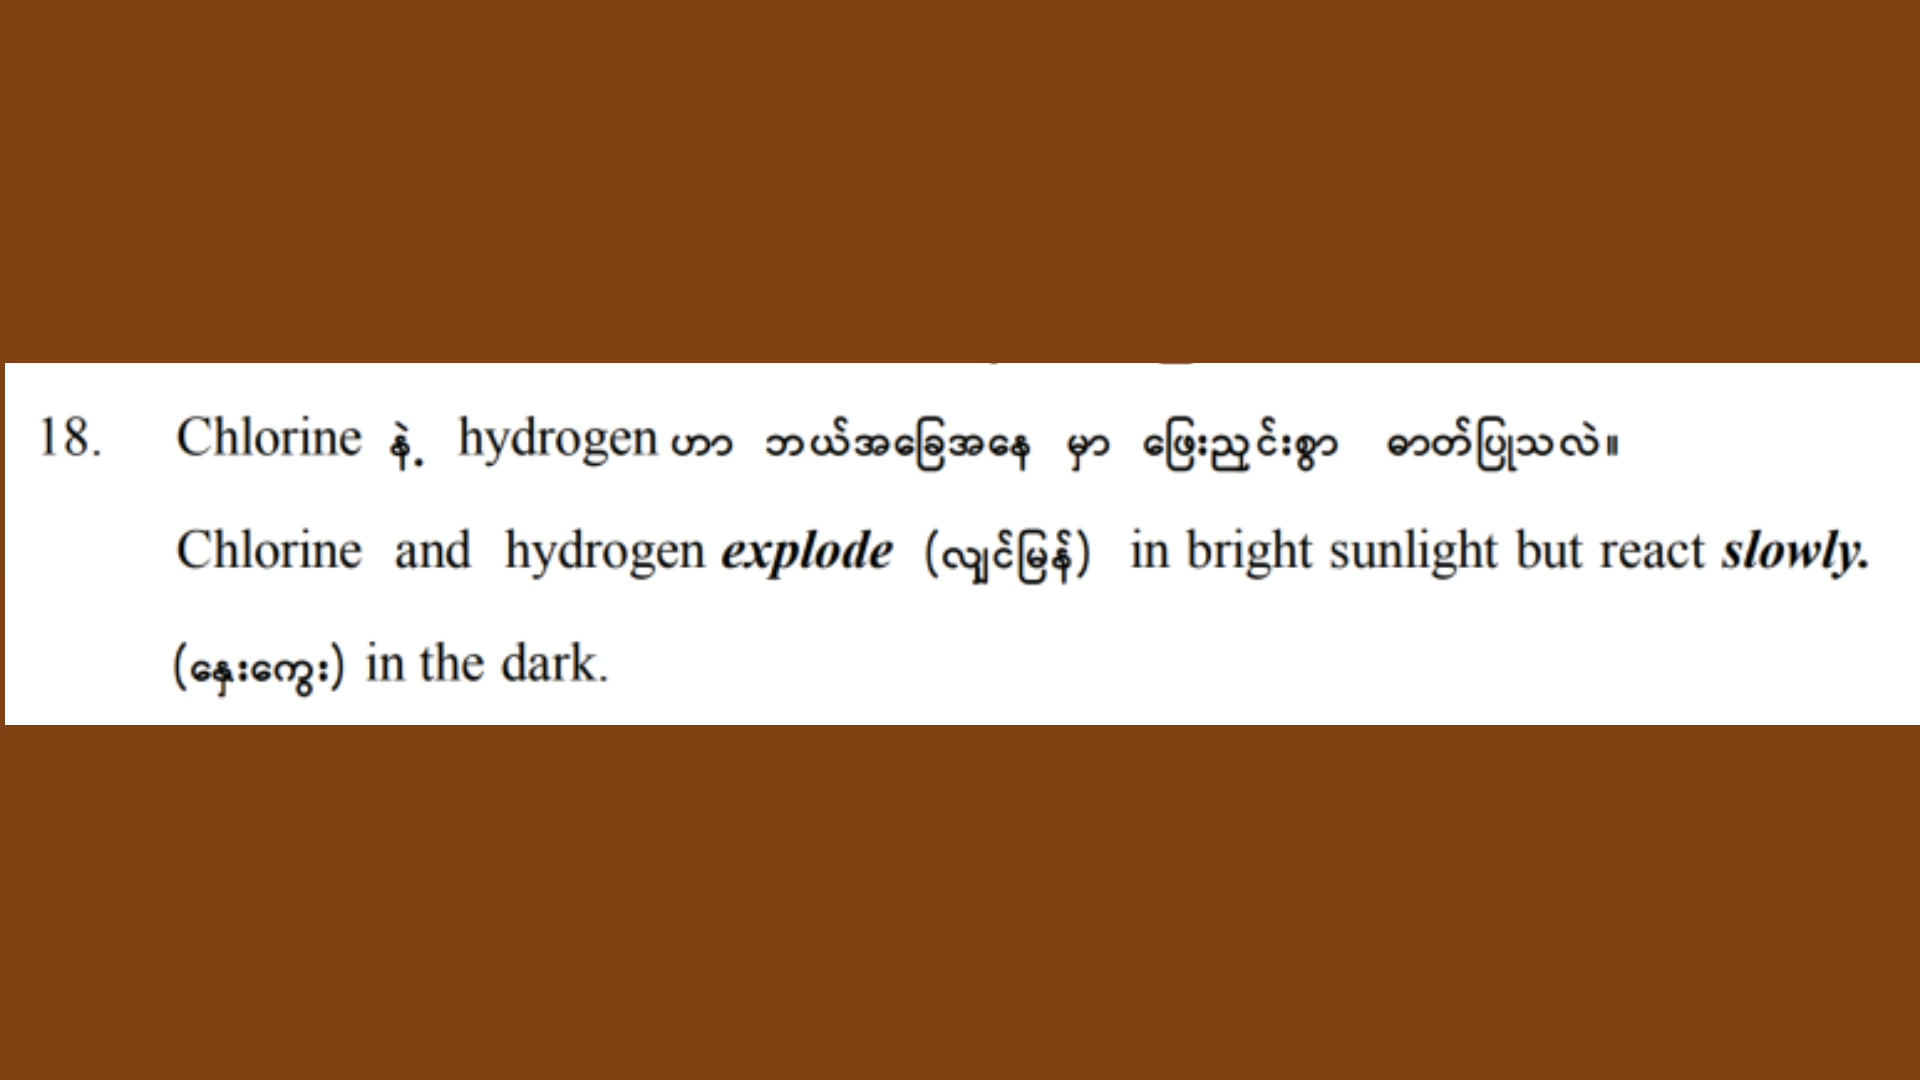 18. Chlorine နဲ့ hydrogen ဟာ ဘယ်အခြေအနေ မှာ ဖြေးညှင်းစွာ ဓာတ်ပြုသလဲ။
Chlorine and hydrogen explode (လျင်မြန်) in bright sunlight but react slowly.
(နှေးကွေး) in the dark.